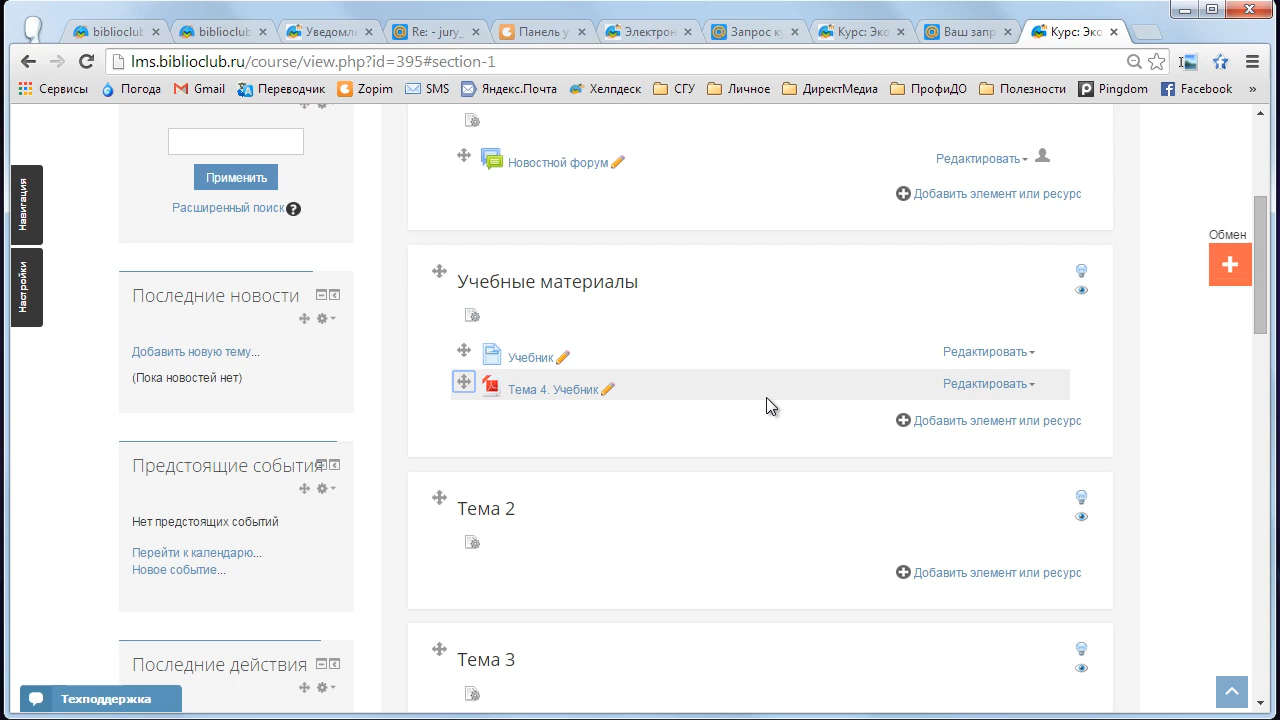 biblioclub
biblioclub
Уведомле
Re: - jury_
Панель у
Электрон
Запрос к
Курс: Эко
Ваш запр
Курс: Эко
lms.biblioclub.ru/course/view.php?id=395#section-1
Сервисы
Погода
Gmail
Переводчик
Zopim
SMS
Яндекс.Почта
Хелпдеск
СГУ
Личное
ДиректМедиа
ПрофиДО
Полезности
Pingdom
Facebook
»
Навигация
Настройки
Применить
Расширенный поиск
Последние новости
Добавить новую тему...
(Пока новостей нет)
Предстоящие события
Нет предстоящих событий
Перейти к календарю...
Новое событие...
Последние действия
Техподдержка
Новостной форум
Редактировать
Добавить элемент или ресурс
Учебные материалы
Учебник
Редактировать
Тема 4. Учебник
Редактировать
Добавить элемент или ресурс
Тема 2
Добавить элемент или ресурс
Тема 3
Обмен